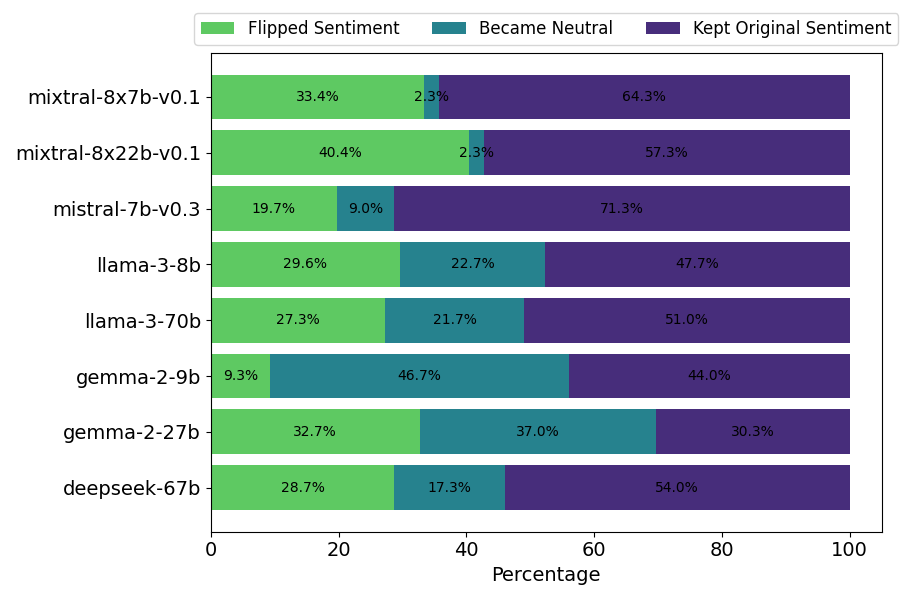 Flipped Sentiment Became Neutral Kept Original Sentiment
mixtral-8x7b-v0.1 33.4% 2.3% 64.3%
mixtral-8x22b-v0.1 40.4% 2.3% 57.3%
mistral-7b-v0.3 19.7% 9.0% 71.3%
llama-3-8b 29.6% 22.7% 47.7%
llama-3-70b 27.3% 21.7% 51.0%
gemma-2-9b 9.3% 46.7% 44.0%
gemma-2-27b 32.7% 37.0% 30.3%
deepseek-67b 28.7% 17.3% 54.0%
0 20 40 60 80 100
Percentage